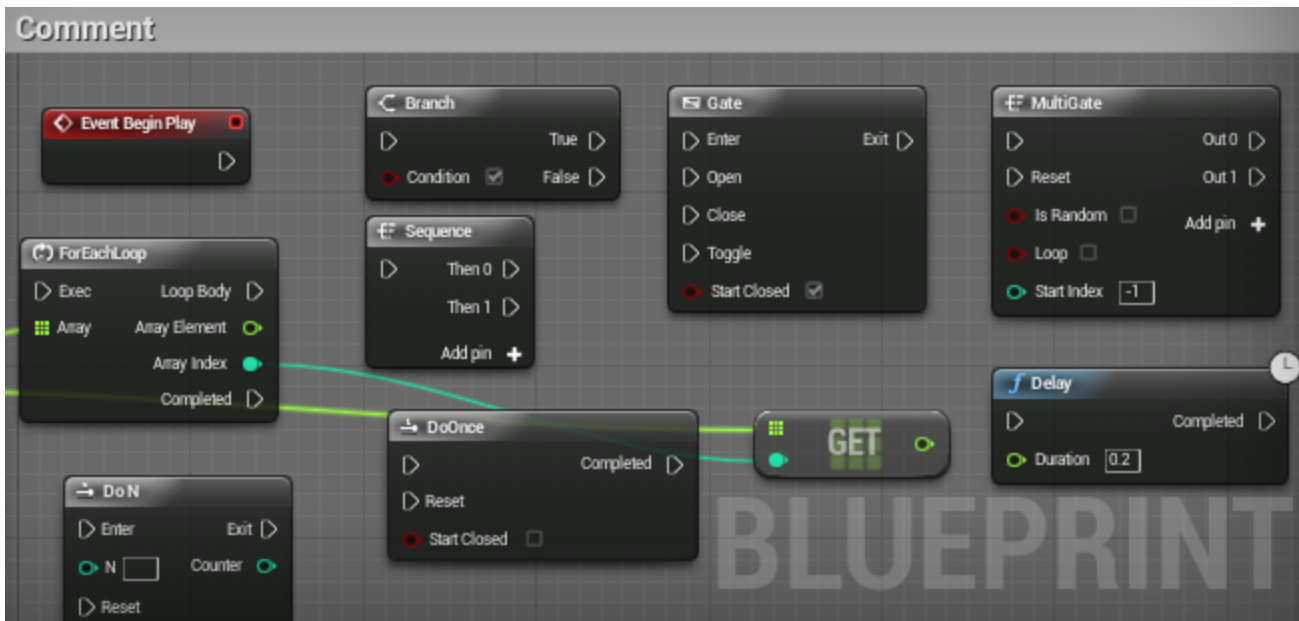 Comment
Event Begin Play
Branch
True
Condition
False
Gate
Enter
Exit
Open
Close
Toggle
Start Closed
MultiGate
Out 0
Reset
Out 1
Is Random
Add pin
Loop
Start Index
-1
ForEachLoop
Exec
Loop Body
Array
Array Element
Array Index
Completed
Sequence
Then 0
Then 1
Add pin
DoOnce
Completed
Reset
Start Closed
GET
Delay
Completed
Duration
0.2
Do N
Enter
Exit
N
Counter
Reset
BLUEPRINT